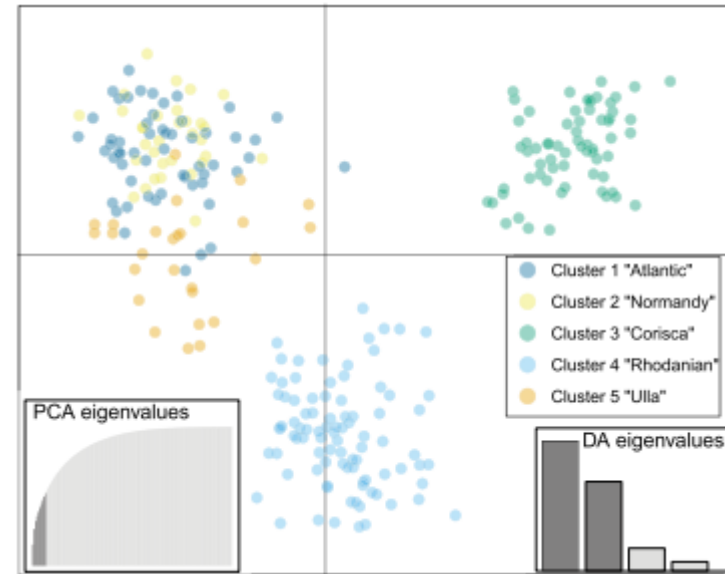 Cluster 1 "Atlantic"
Cluster 2 "Normandy"
Cluster 3 "Corisca"
Cluster 4 "Rhodanian"
Cluster 5 "Ulla"
PCA eigenvalues
DA eigenvalues